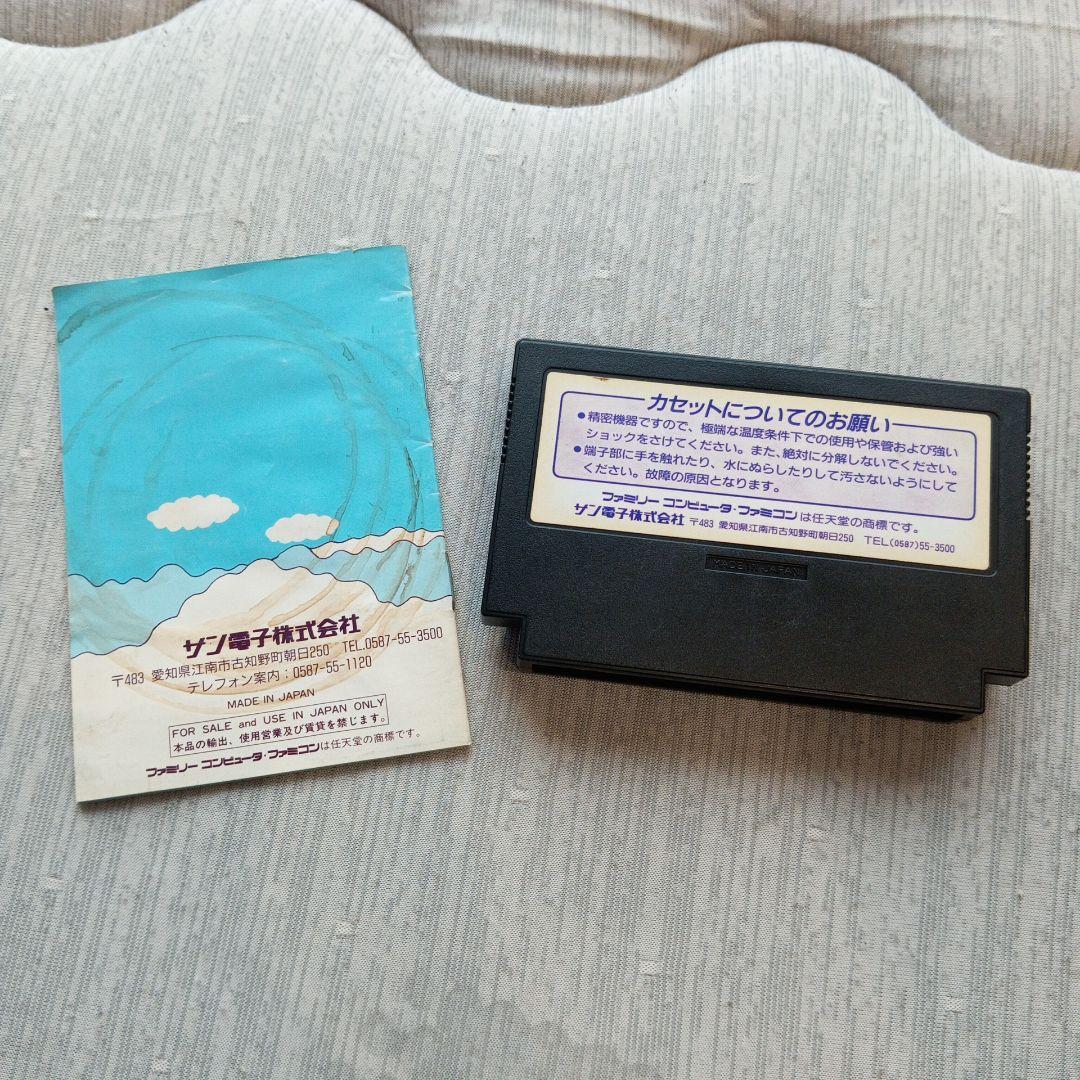 サン電子株式会社
〒483 愛知県江南市古知野町朝日250 TEL.0587-55-3500
テレフォン案内:0587-55-1120
MADE IN JAPAN
FOR SALE and USE IN JAPAN ONLY
本品の輸出、使用営業及び賃貸を禁じます。
ファミリー コンピュータ・ファミコンは任天堂の商標です。
カセットについてのお願い
●精密機器ですので、極端な温度条件下での使用や保管および強い
ショックをさけてください。また、絶対に分解しないでください。
●端子部に手を触れたり、水にぬらしたりして汚さないようにして
ください。故障の原因となります。
ファミリー コンピュータ・ファミコンは任天堂の商標です。
サン電子株式会社 〒483 愛知県江南市古知野町朝日250 TEL(0587)55-3500
MADE IN JAPAN